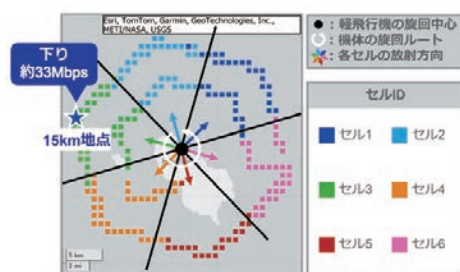 Esri, TomTom, Garmin, GeoTechnologies, Inc.,
METI/NASA, USGS
下り
約33Mbps
15km地点
5 km
2 mi
：軽飛行機の旋回中心
：機体の旋回ルート
：各セルの放射方向
セルID
セル1
セル2
セル3
セル4
セル5
セル6